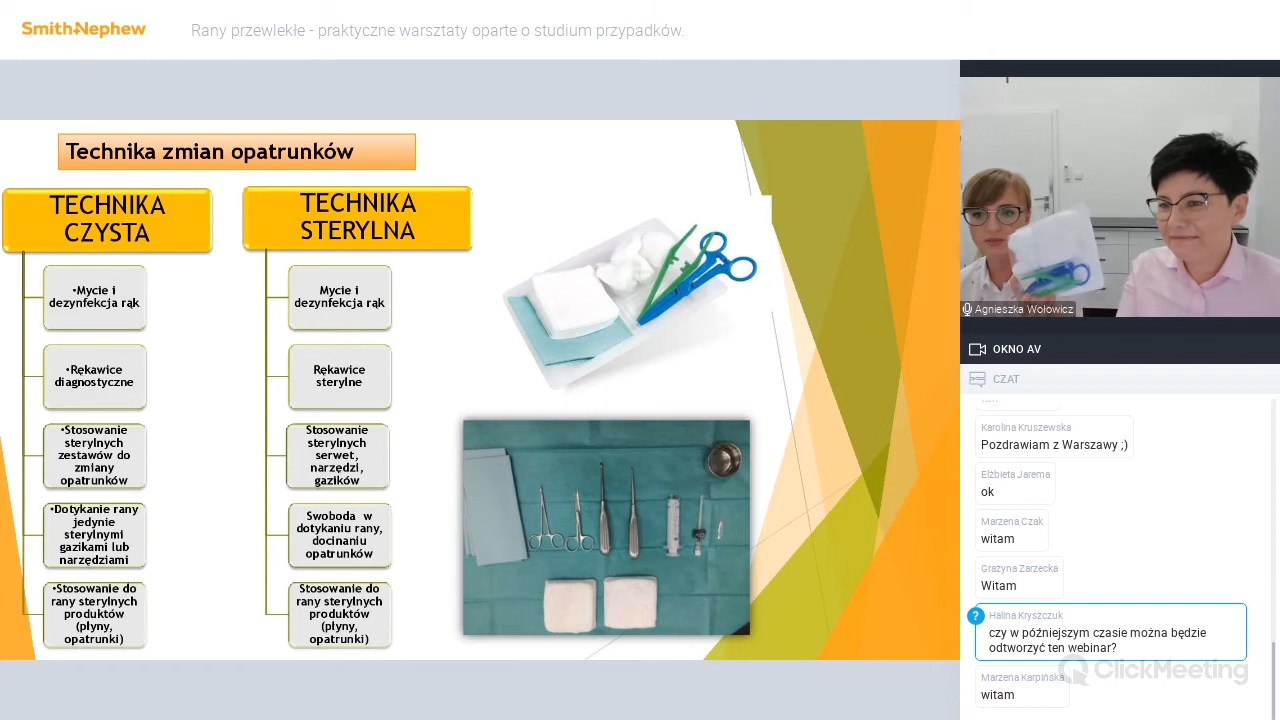 Smith+Nephew
Rany przewlekłe - praktyczne warsztaty oparte o studium przypadków.
Technika zmian opatrunków
TECHNIKA
CZYSTA
•Mycie i
dezynfekcja rąk
•Rękawice
diagnostyczne
•Stosowanie
sterylnych
zestawów do
zmiany
opatrunków
•Dotykanie rany
jedynie
sterylnymi
gazikami lub
narzędziami
•Stosowanie do
rany sterylnych
produktów
(płyny,
opatrunki)
TECHNIKA
STERYLNA
Mycie i
dezynfekcja rąk
Rękawice
sterylne
Stosowanie
sterylnych
serwet,
narzędzi,
gazików
Swoboda w
dotykaniu rany,
docinaniu
opatrunków
Stosowanie do
rany sterylnych
produktów
(płyny,
opatrunki)
Agnieszka Wołowicz
OKNO AV
CZAT
Karolina Kruszewska
Pozdrawiam z Warszawy ;)
Elżbieta Jarema
ok
Marzena Czak
witam
Grażyna Zarzecka
Witam
?
Halina Kryszczuk
czy w późniejszym czasie można będzie
odtworzyć ten webinar?
Marzena Karpińska
witam
ClickMeeting